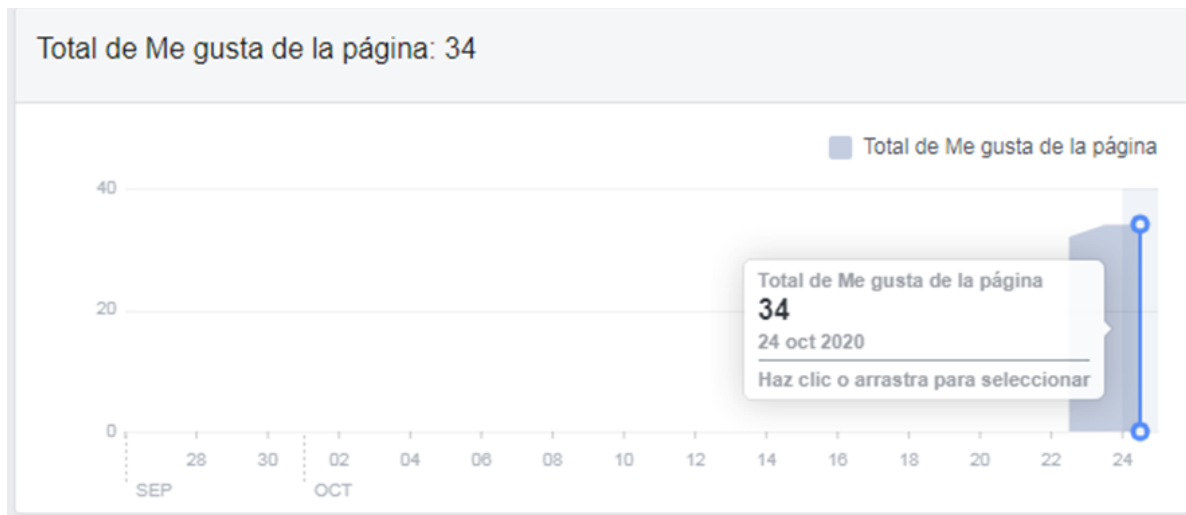 Total de Me gusta de la página: 34
Total de Me gusta de la página
40
20
0
Total de Me gusta de la página
34
24 oct 2020
Haz clic o arrastra para seleccionar
28 30 02 04 06 08 10 12 14 16 18 20 22 24
SEP OCT